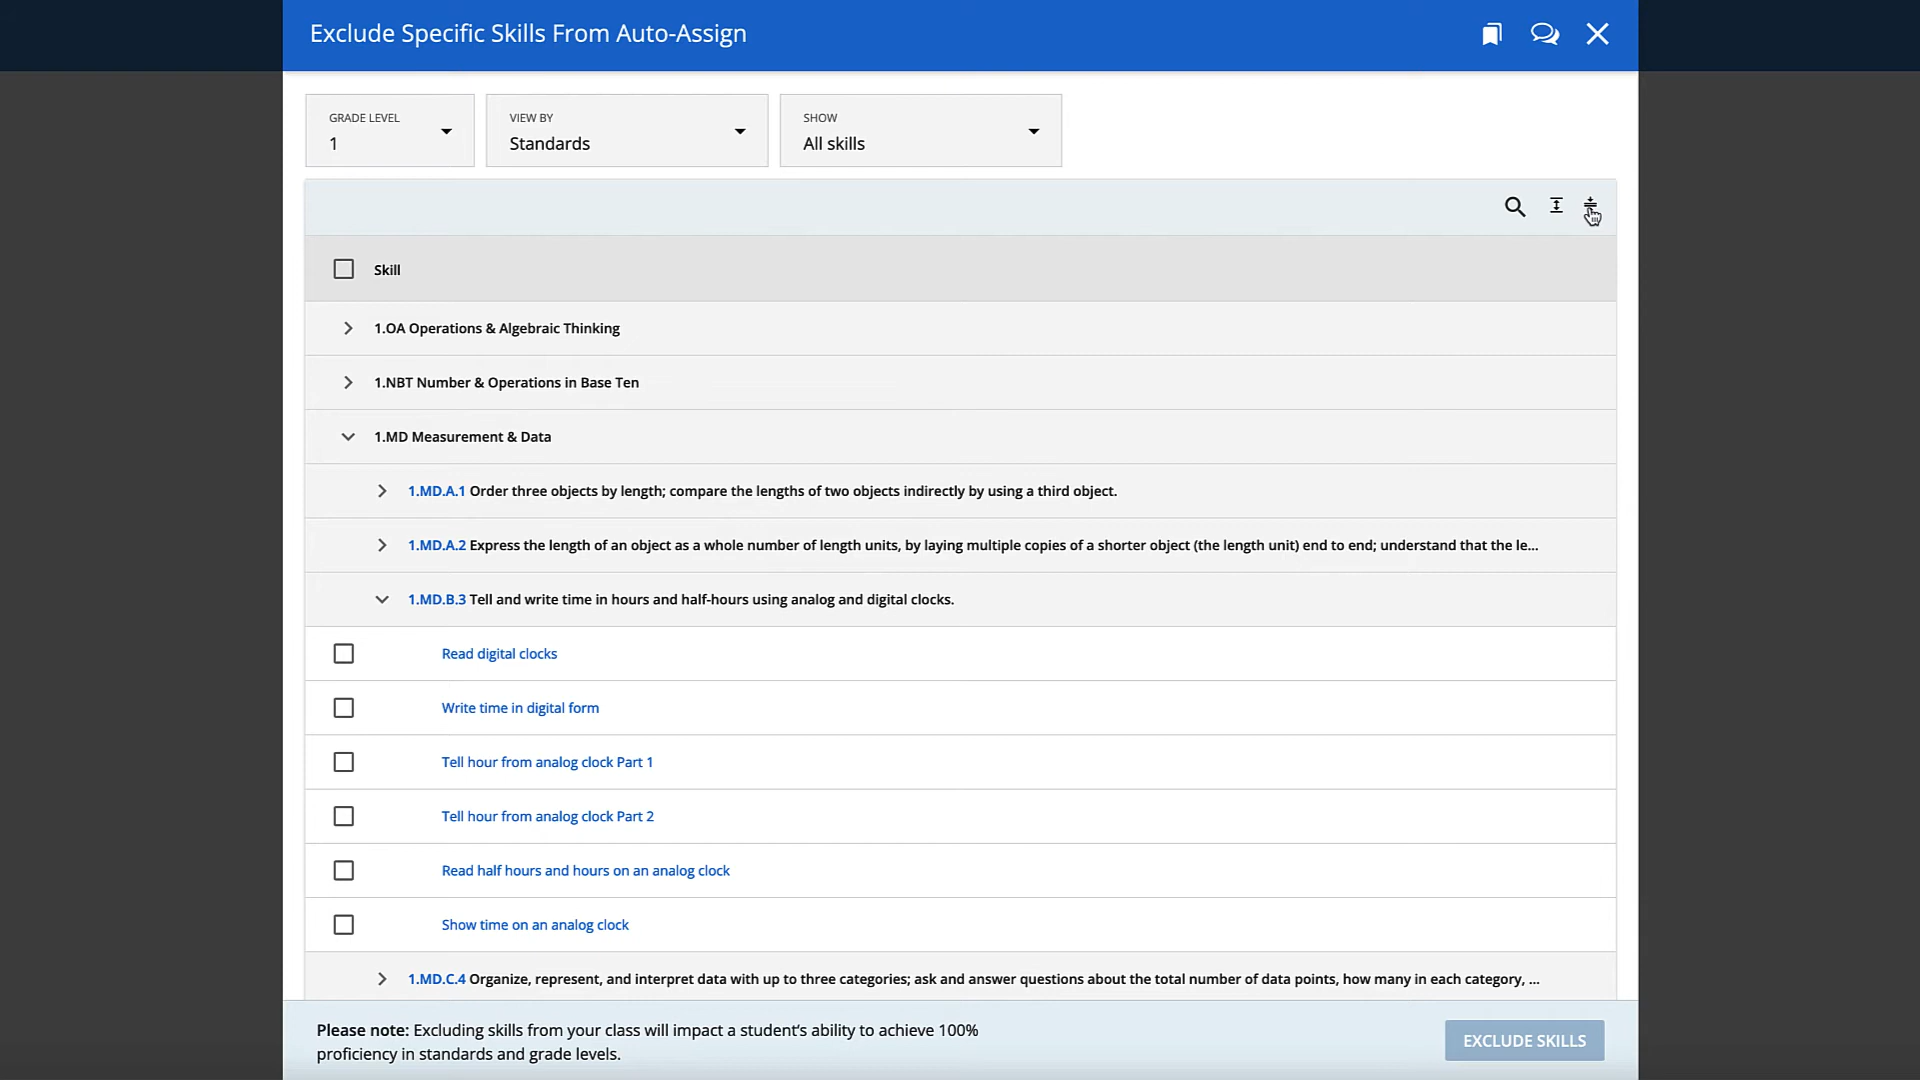 Exclude Specific Skills From Auto-Assign
GRADE LEVEL
1
VIEW BY
Standards
SHOW
All skills
Skill
1.OA Operations & Algebraic Thinking
1.NBT Number & Operations in Base Ten
1.MD Measurement & Data
1.MD.A.1 Order three objects by length; compare the lengths of two objects indirectly by using a third object.
1.MD.A.2 Express the length of an object as a whole number of length units, by laying multiple copies of a shorter object (the length unit) end to end; understand that the le...
1.MD.B.3 Tell and write time in hours and half-hours using analog and digital clocks.
Read digital clocks
Write time in digital form
Tell hour from analog clock Part 1
Tell hour from analog clock Part 2
Read half hours and hours on an analog clock
Show time on an analog clock
1.MD.C.4 Organize, represent, and interpret data with up to three categories; ask and answer questions about the total number of data points, how many in each category, ...
Please note: Excluding skills from your class will impact a student's ability to achieve 100%
proficiency in standards and grade levels.
EXCLUDE SKILLS